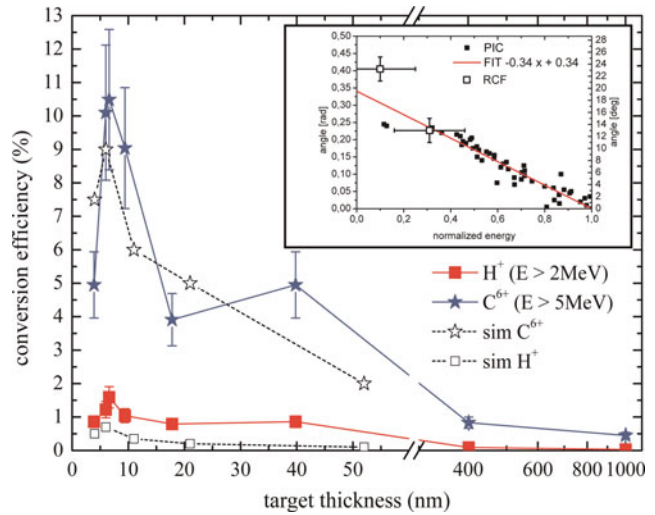 13
12
11
10
9
8
7
6
5
4
3
2
1
0
conversion efficiency (%)
0 10 20 30 40 50 400 600 800 1000
target thickness (nm)
H+ (E > 2MeV)
C6+ (E > 5MeV)
sim C6+
sim H+
0,50
0,45
0,40
0,35
0,30
0,25
0,20
0,15
0,10
0,05
0,00
angle [rad]
PIC
FIT -0.34 x + 0.34
RCF
28
26
24
22
20
18
16
14
12
10
8
6
4
2
0
angle [deg]
0,0 0,2 0,4 0,6 0,8 1,0
normalized energy